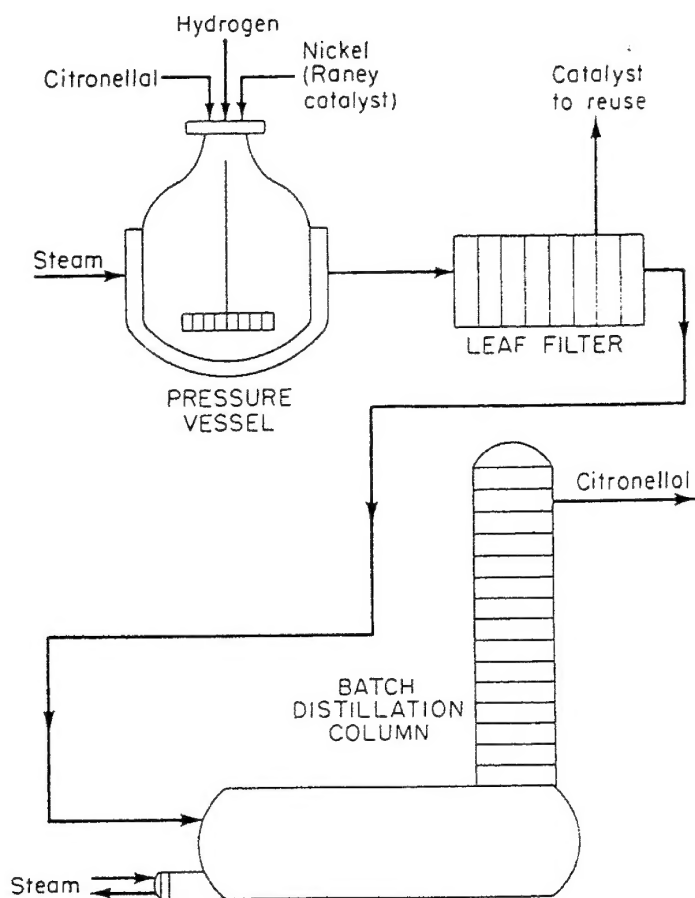 Hydrogen
Nickel
(Raney
catalyst)
Citronellal
Catalyst
to reuse
Steam
LEAF FILTER
PRESSURE
VESSEL
Citronellol
BATCH
DISTILLATION
COLUMN
Steam